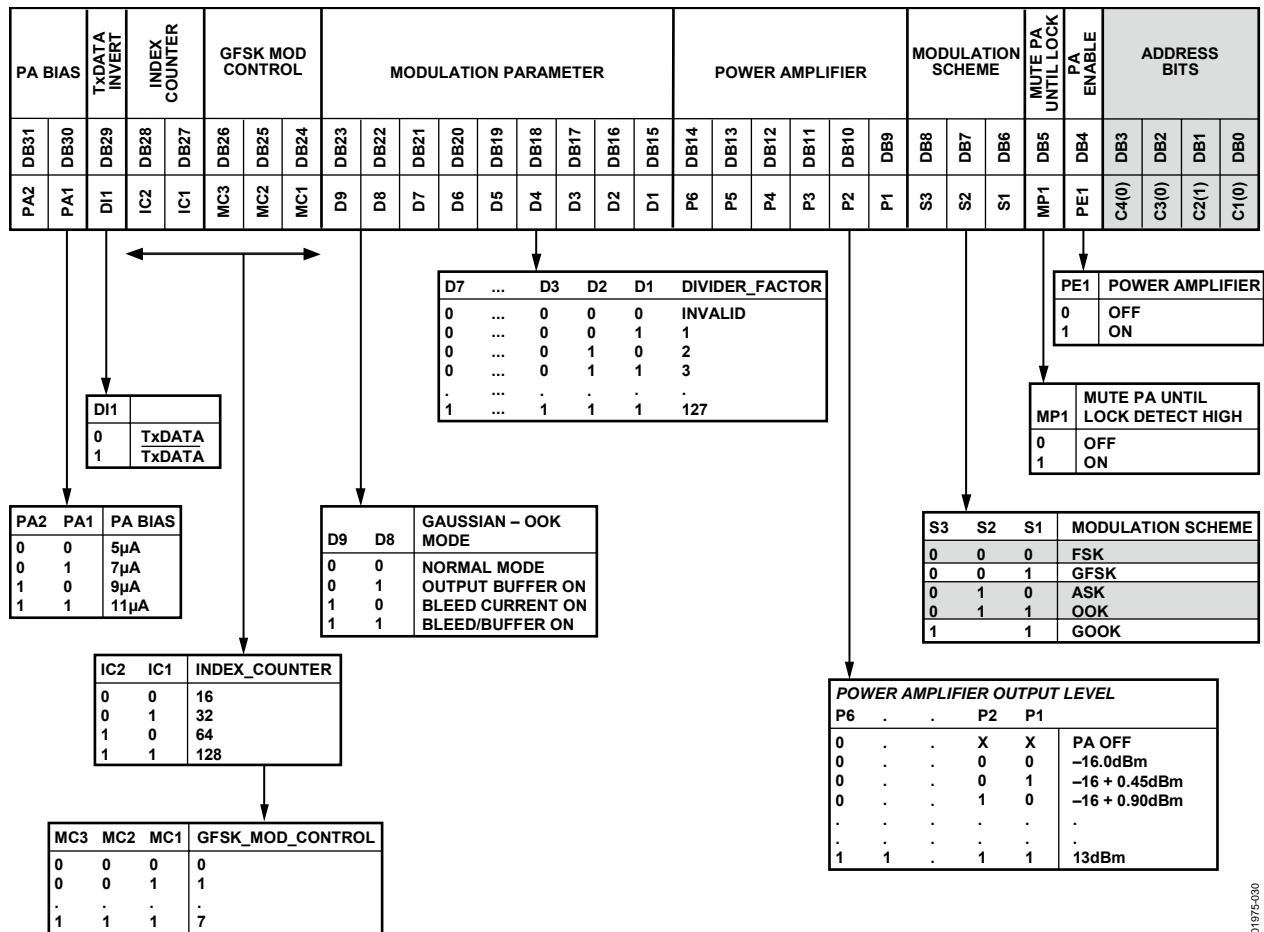 PA BIAS
TxDATA INVERT
INDEX COUNTER
GFSK MOD CONTROL
MODULATION PARAMETER
POWER AMPLIFIER
MODULATION SCHEME
MUTE PA UNTIL LOCK
PA ENABLE
ADDRESS BITS
DB31 DB30 DB29 DB28 DB27 DB26 DB25 DB24 DB23 DB22 DB21 DB20 DB19 DB18 DB17 DB16 DB15 DB14 DB13 DB12 DB11 DB10 DB9 DB8 DB7 DB6 DB5 DB4 DB3 DB2 DB1 DB0
PA2 PA1 DI1 IC2 IC1 MC3 MC2 MC1 D9 D8 D7 D6 D5 D4 D3 D2 D1 P6 P5 P4 P3 P2 P1 S3 S2 S1 MP1 PE1 C4(0) C3(0) C2(1) C1(0)
D7 ... D3 D2 D1 DIVIDER_FACTOR
0 ... 0 0 0 INVALID
0 ... 0 0 1 1
0 ... 0 1 0 2
0 ... 0 1 1 3
. ... . . . .
1 ... 1 1 1 127
PE1 POWER AMPLIFIER
0 OFF
1 ON
DI1
0 TxDATA
1 T̅x̅D̅A̅T̅A̅
MP1 MUTE PA UNTIL
LOCK DETECT HIGH
0 OFF
1 ON
PA2 PA1 PA BIAS
0 0 5µA
0 1 7µA
1 0 9µA
1 1 11µA
D9 D8 GAUSSIAN – OOK
MODE
0 0 NORMAL MODE
0 1 OUTPUT BUFFER ON
1 0 BLEED CURRENT ON
1 1 BLEED/BUFFER ON
S3 S2 S1 MODULATION SCHEME
0 0 0 FSK
0 0 1 GFSK
0 1 0 ASK
0 1 1 OOK
1 1 GOOK
IC2 IC1 INDEX_COUNTER
0 0 16
0 1 32
1 0 64
1 1 128
POWER AMPLIFIER OUTPUT LEVEL
P6 . . P2 P1
0 . . X X PA OFF
0 . . 0 0 –16.0dBm
0 . . 0 1 –16 + 0.45dBm
0 . . 1 0 –16 + 0.90dBm
. . . . . .
. . . . . .
1 1 . 1 1 13dBm
MC3 MC2 MC1 GFSK_MOD_CONTROL
0 0 0 0
0 0 1 1
. . . .
1 1 1 7
01975-030